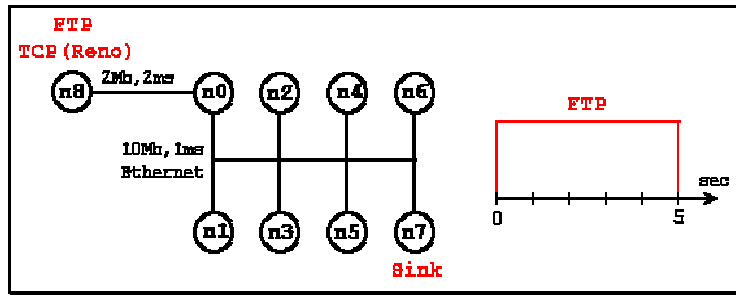 FTP
TCP(Reno)
n8
2Mb,2ms
n0
n2
n4
n6
FTP
10Mb,1ms
Ethernet
sec
0
5
n1
n3
n5
n7
Sink